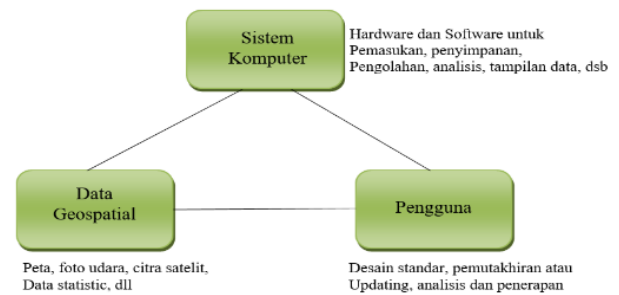 Sistem
Komputer
Hardware dan Software untuk
Pemasukan, penyimpanan,
Pengolahan, analisis, tampilan data, dsb
Data
Geospatial
Pengguna
Peta, foto udara, citra satelit,
Data statistic, dll
Desain standar, pemutakhiran atau
Updating, analisis dan penerapan